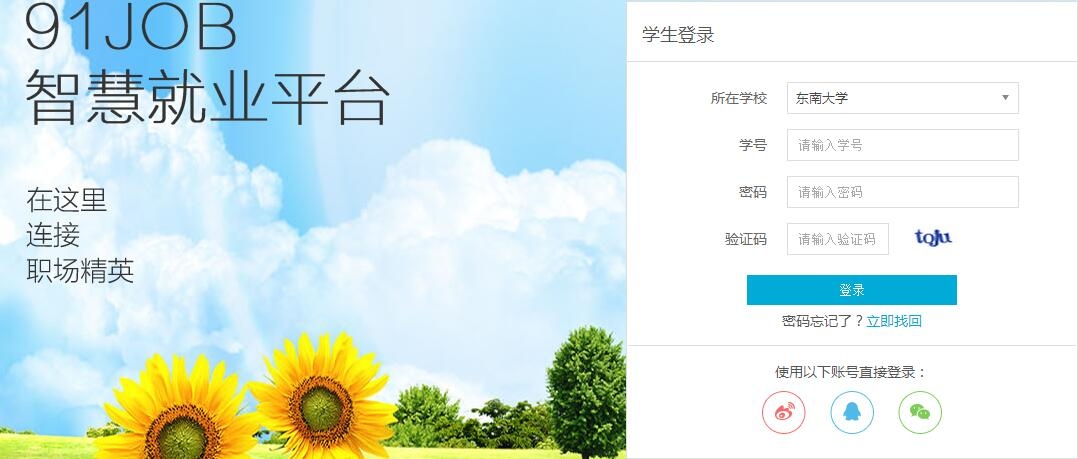 91JOB
智慧就业平台
在这里
连接
职场精英
学生登录
所在学校 东南大学
学号 请输入学号
密码 请输入密码
验证码 请输入验证码 toju
登录
密码忘记了？立即找回
使用以下账号直接登录：